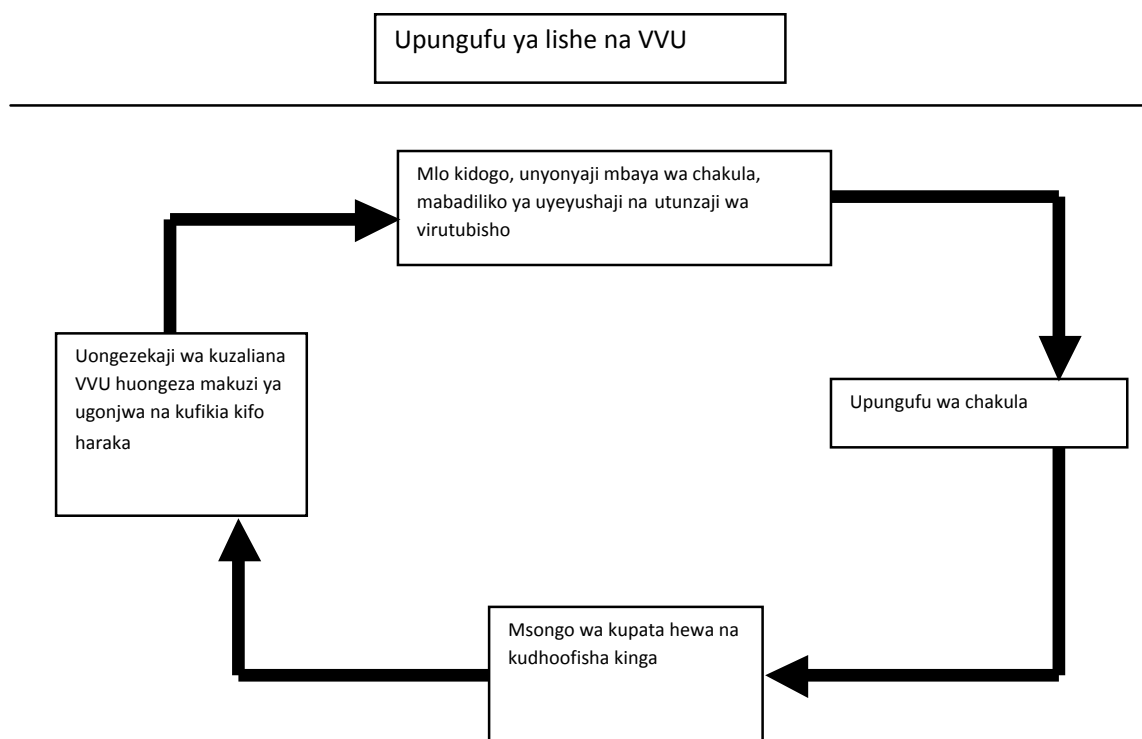 Upungufu ya lishe na VVU
Mlo kidogo, unyonyaji mbaya wa chakula,
mabadiliko ya uyeyushaji na utunzaji wa
virutubisho
Upungufu wa chakula
Msongo wa kupata hewa na
kudhoofisha kinga
Uongezekaji wa kuzaliana
VVU huongeza makuzi ya
ugonjwa na kufikia kifo
haraka